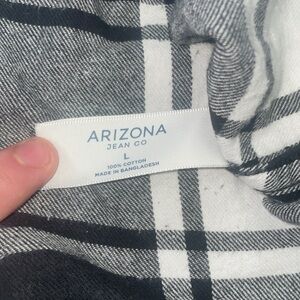 ARIZONA
JEAN CO
L
100% COTTON
MADE IN BANGLADESH